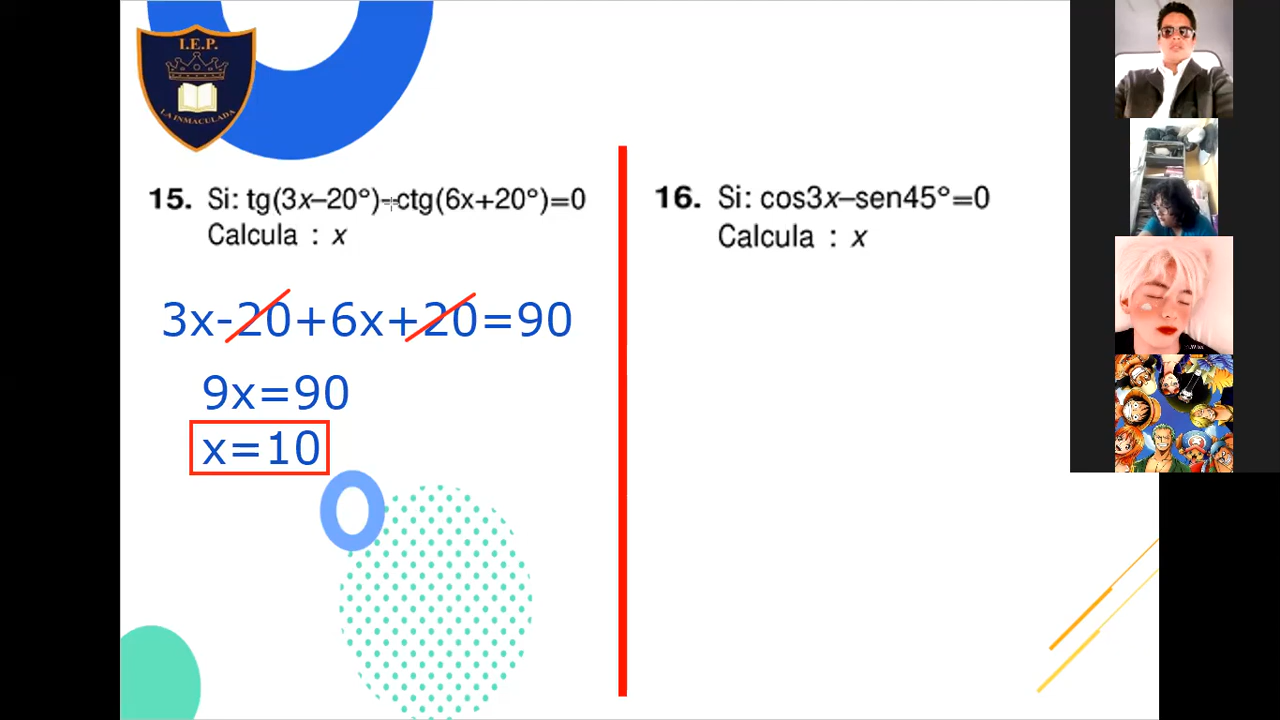 I.E.P.
LA INMACULADA
15. Si: tg(3x–20°)–ctg(6x+20°)=0
Calcula : x
3x-20+6x+20=90
9x=90
x=10
16. Si: cos3x–sen45°=0
Calcula : x